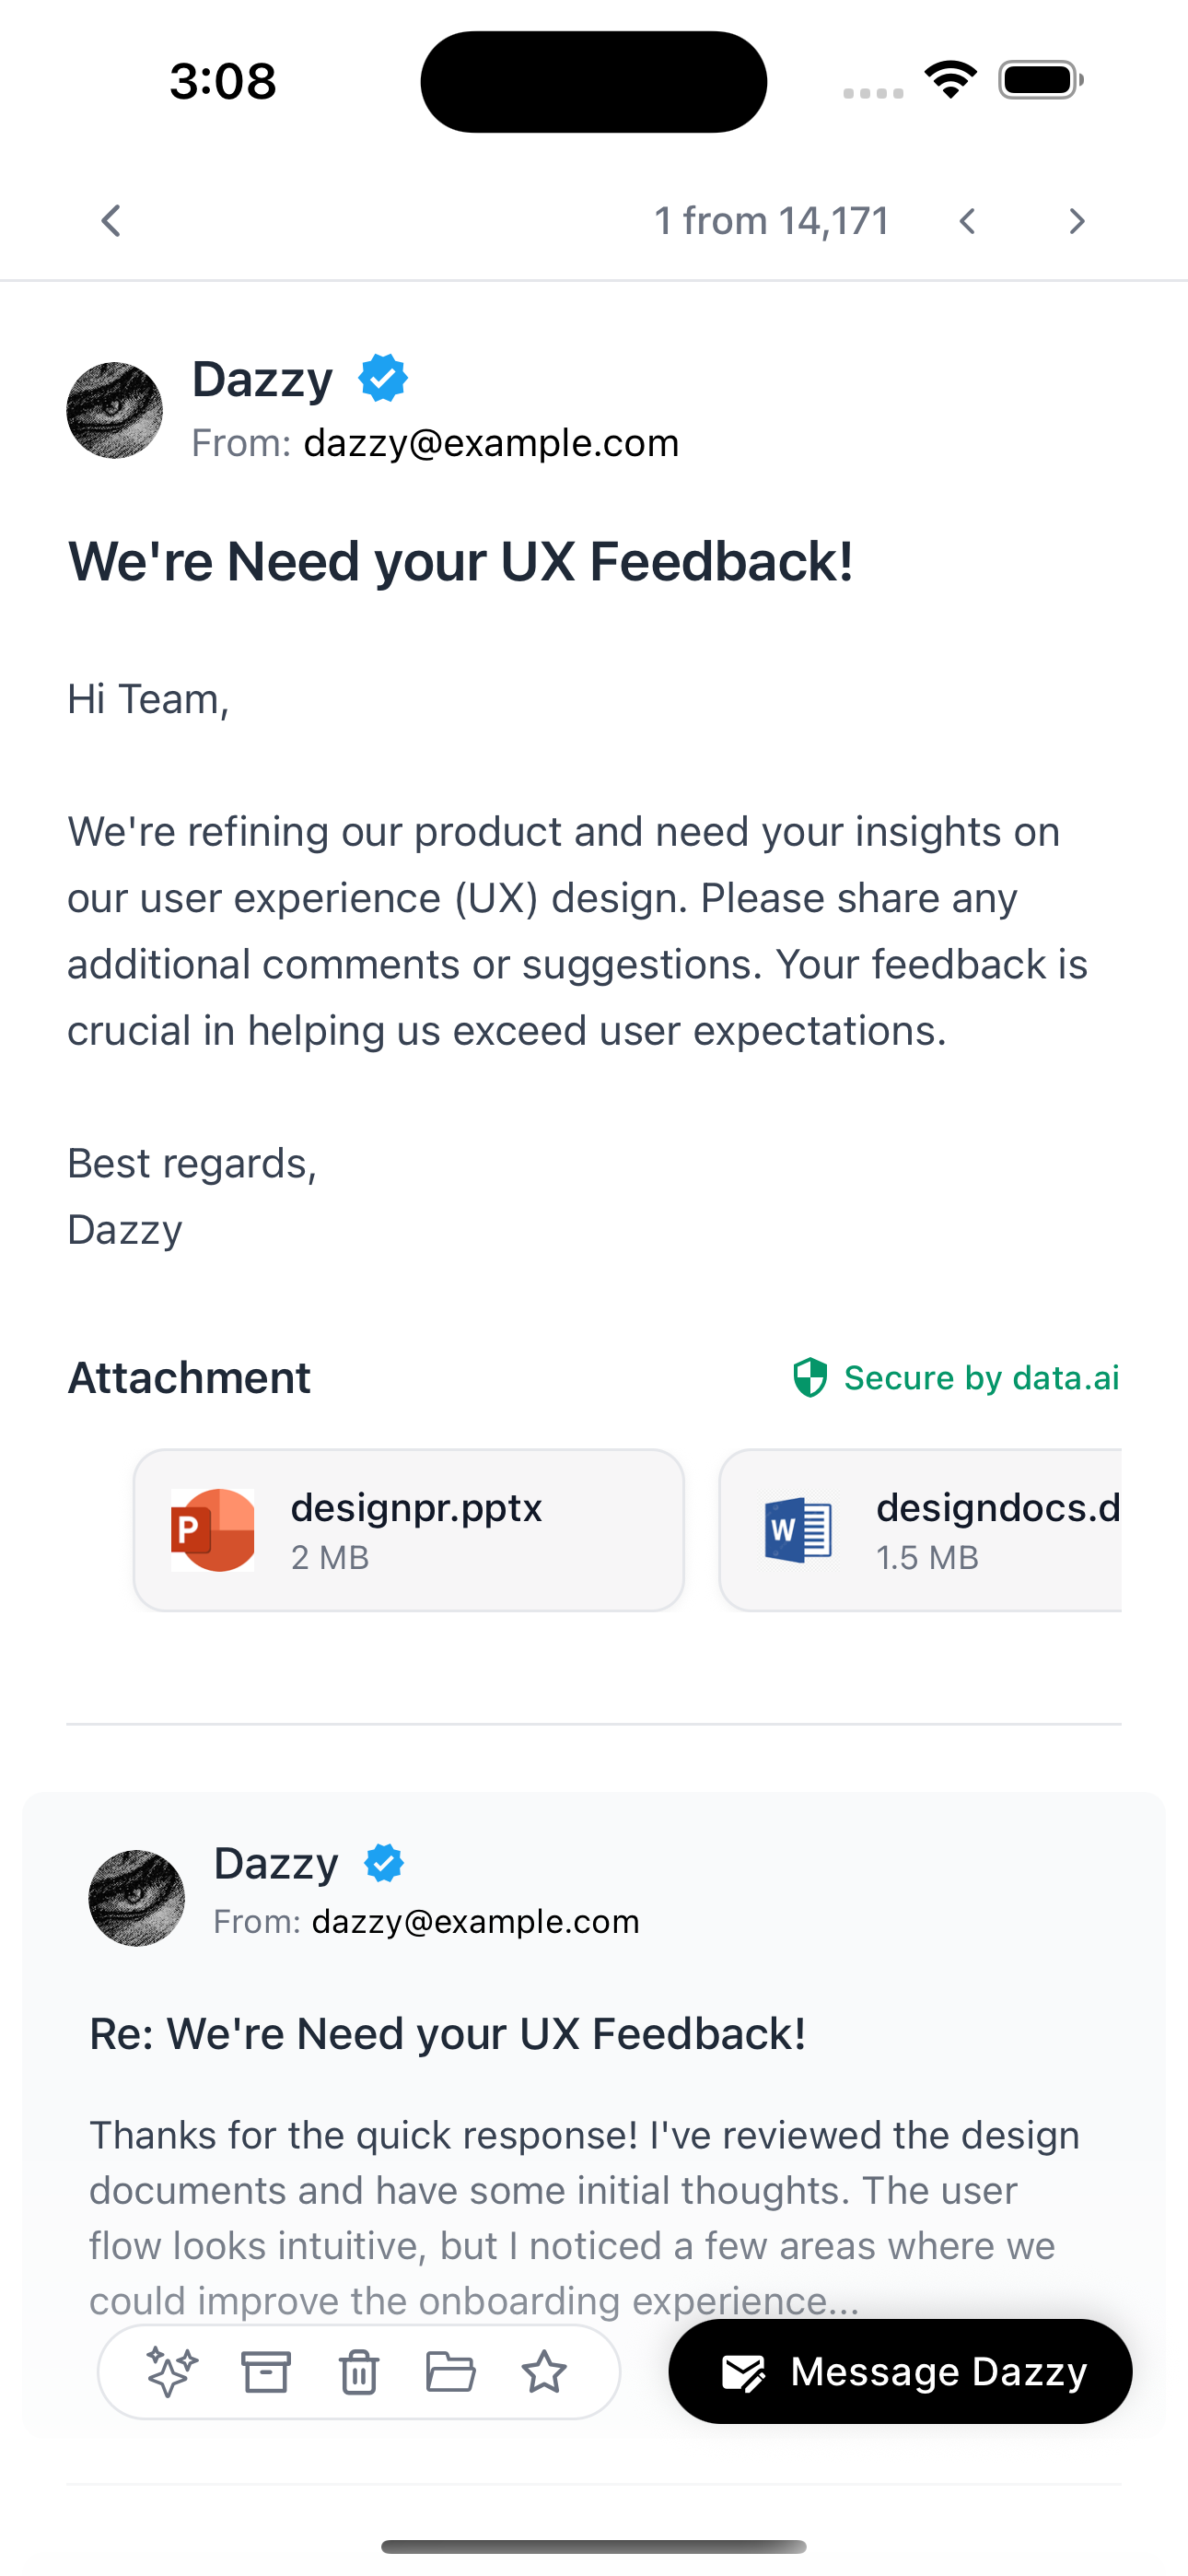 3:08
1 from 14,171
Dazzy
From: dazzy@example.com
We're Need your UX Feedback!
Hi Team,
We're refining our product and need your insights on
our user experience (UX) design. Please share any
additional comments or suggestions. Your feedback is
crucial in helping us exceed user expectations.
Best regards,
Dazzy
Attachment
Secure by data.ai
P
designpr.pptx
2 MB
W
designdocs.d
1.5 MB
Dazzy
From: dazzy@example.com
Re: We're Need your UX Feedback!
Thanks for the quick response! I've reviewed the design
documents and have some initial thoughts. The user
flow looks intuitive, but I noticed a few areas where we
could improve the onboarding experience...
Message Dazzy